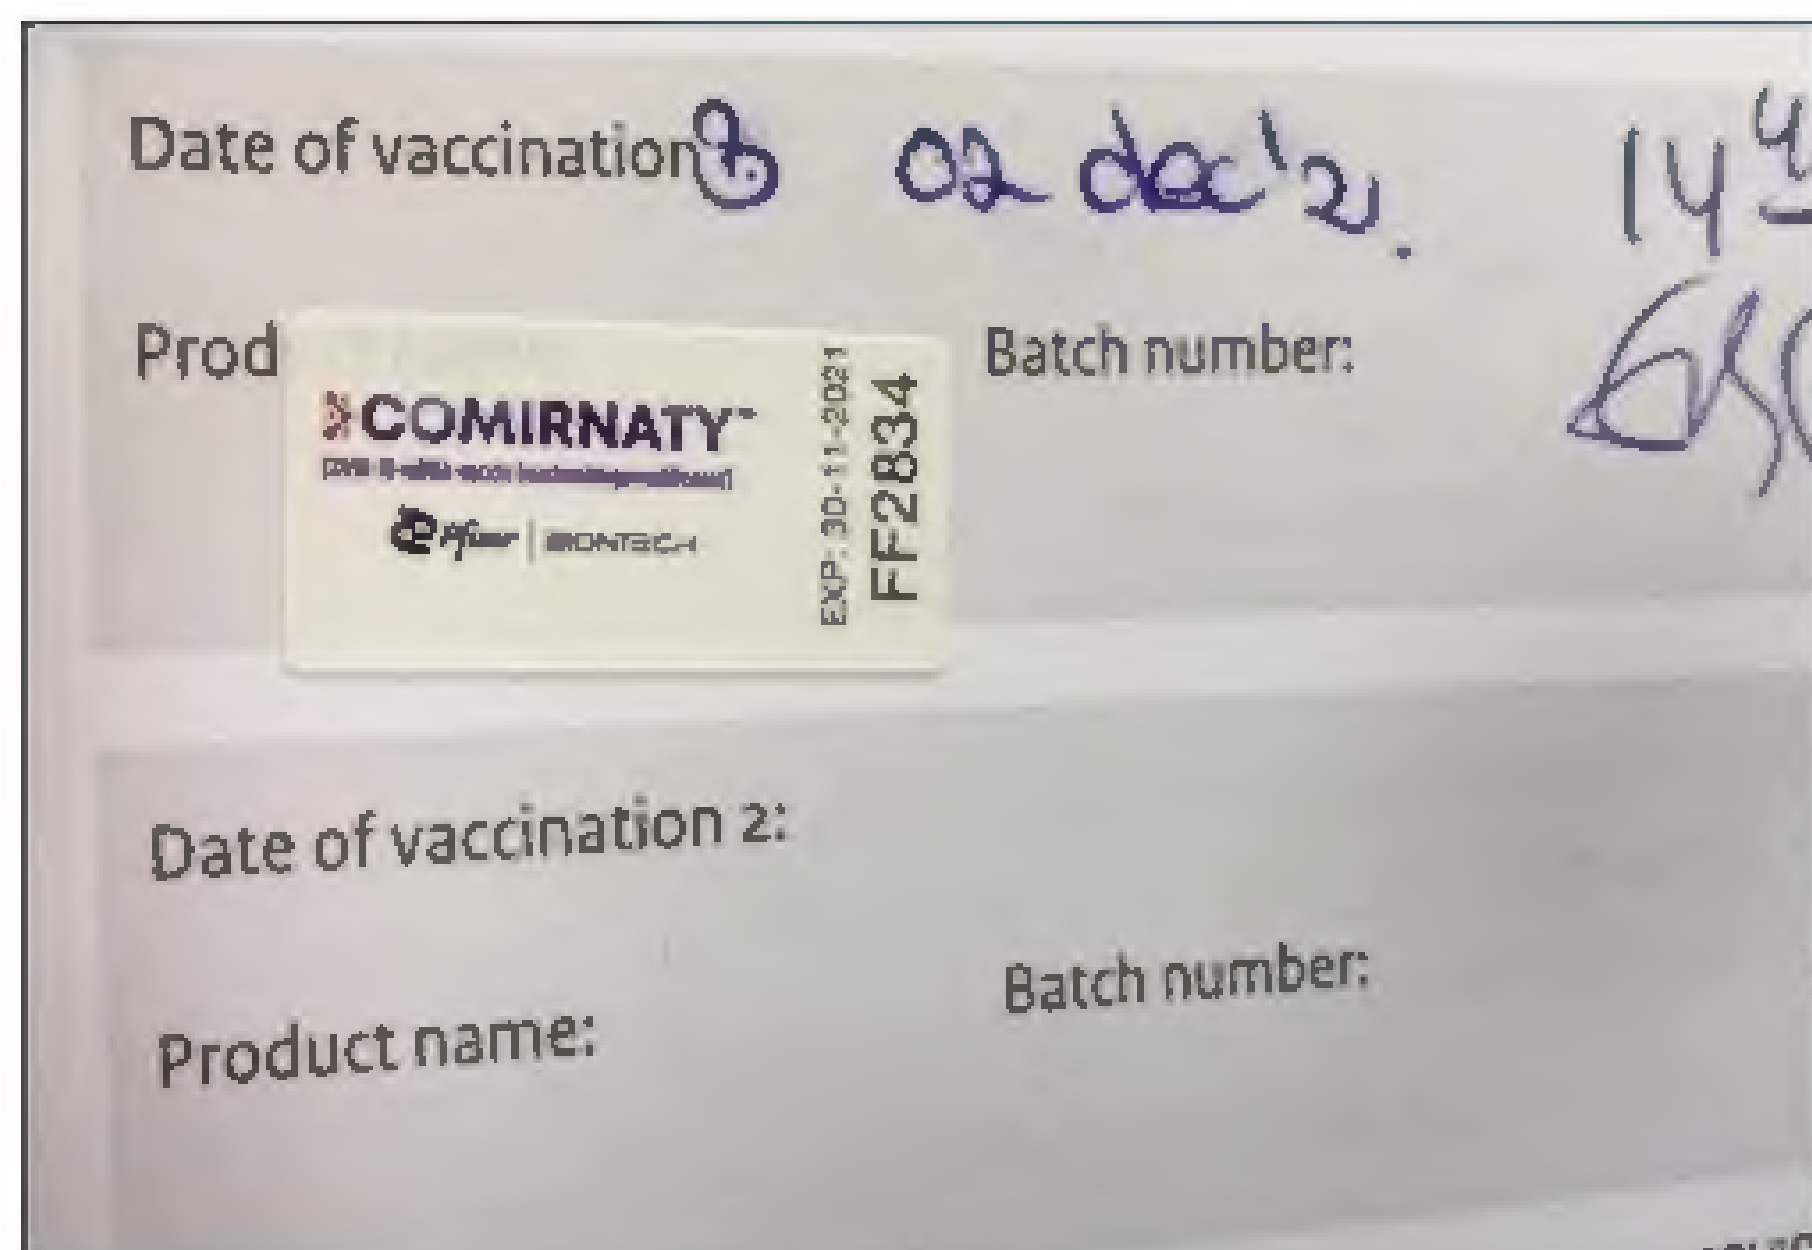 Date of vaccination 3. 02 dec '21.
Prod
COMIRNATY™
Pfizer | BIONTECH
EXP: 30-11-2021
FF2834
Batch number:
Date of vaccination 2:
Batch number:
Product name: